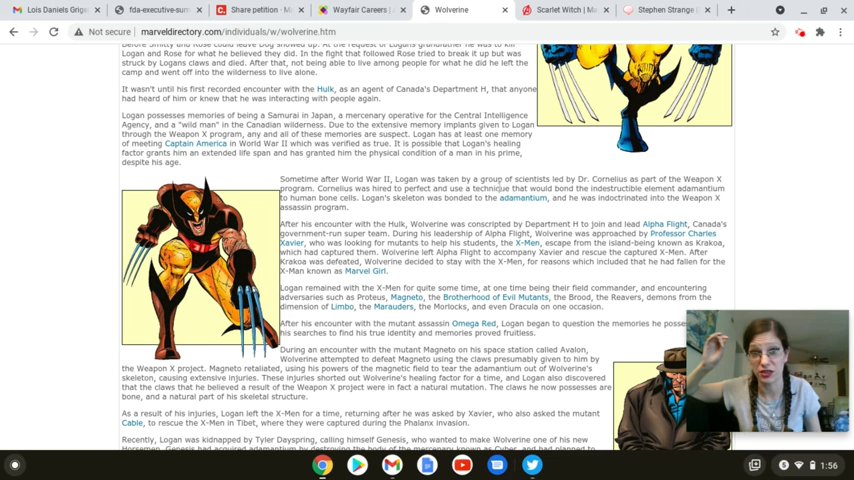 Lois Daniels Grige
fda-executive-summ
Share petition · M
Wayfair Careers | A
Wolverine
Scarlet Witch | Ma
Stephen Strange |
Not secure
marveldirectory.com/individuals/w/wolverine.htm
Logan and Rose for what he believed they did. In the fight that followed Rose tried to break it up but was
struck by Logans claws and died. After that, not being able to live among people for what he did he left the
camp and went off into the wilderness to live alone.
It wasn't until his first recorded encounter with the Hulk, as an agent of Canada's Department H, that anyone
had heard of him or knew that he was interacting with people again.
Logan possesses memories of being a Samurai in Japan, a mercenary operative for the Central Intelligence
Agency, and a "wild man" in the Canadian wilderness. Due to the extensive memory implants given to Logan
through the Weapon X program, any and all of these memories are suspect. Logan has at least one memory
of meeting Captain America in World War II which was verified as true. It is possible that Logan's healing
factor grants him an extended life span and has granted him the physical condition of a man in his prime,
despite his age.
Sometime after World War II, Logan was taken by a group of scientists led by Dr. Cornelius as part of the Weapon X
program. Cornelius was hired to perfect and use a technique that would bond the indestructible element adamantium
to human bone cells. Logan's skeleton was bonded to the adamantium, and he was indoctrinated into the Weapon X
assassin program.
After his encounter with the Hulk, Wolverine was conscripted by Department H to join and lead Alpha Flight, Canada's
government-run super team. During his leadership of Alpha Flight, Wolverine was approached by Professor Charles
Xavier, who was looking for mutants to help his students, the X-Men, escape from the island-being known as Krakoa,
which had captured them. Wolverine left Alpha Flight to accompany Xavier and rescue the captured X-Men. After
Krakoa was defeated, Wolverine decided to stay with the X-Men, for reasons which included that he had fallen for the
X-Man known as Marvel Girl.
Logan remained with the X-Men for quite some time, at one time being their field commander, and encountering
adversaries such as Proteus, Magneto, the Brotherhood of Evil Mutants, the Brood, the Reavers, demons from the
dimension of Limbo, the Marauders, the Morlocks, and even Dracula on one occasion.
After his encounter with the mutant assassin Omega Red, Logan began to question the memories he posse
his searches to find his true identity and memories proved fruitless.
During an encounter with the mutant Magneto on his space station called Avalon,
Wolverine attempted to defeat Magneto using the claws presumably given to him by
the Weapon X project. Magneto retaliated, using his powers of the magnetic field to tear the adamantium out of Wolverine's
skeleton, causing extensive injuries. These injuries shorted out Wolverine's healing factor for a time, and Logan also discovered
that the claws that he believed a result of the Weapon X project were in fact a natural mutation. The claws he now possesses are
bone, and a natural part of his skeletal structure.
As a result of his injuries, Logan left the X-Men for a time, returning after he was asked by Xavier, who also asked the mutant
Cable, to rescue the X-Men in Tibet, where they were captured during the Phalanx invasion.
Recently, Logan was kidnapped by Tyler Dayspring, calling himself Genesis, who wanted to make Wolverine one of his new
1:56